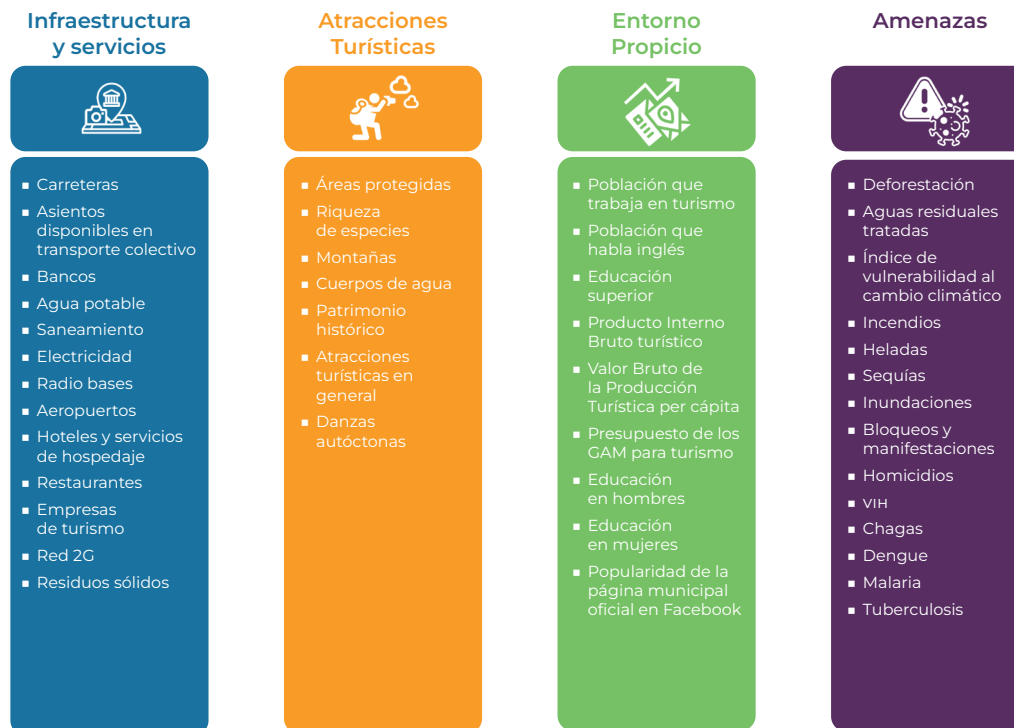 Infraestructura
y servicios
Carreteras
Asientos
disponibles en
transporte colectivo
Bancos
Agua potable
Saneamiento
Electricidad
Radio bases
Aeropuertos
Hoteles y servicios
de hospedaje
Restaurantes
Empresas
de turismo
Red 2G
Residuos sólidos
Atracciones
Turísticas
Áreas protegidas
Riqueza
de especies
Montañas
Cuerpos de agua
Patrimonio
histórico
Atracciones
turísticas en
general
Danzas
autóctonas
Entorno
Propicio
Población que
trabaja en turismo
Población que
habla inglés
Educación
superior
Producto Interno
Bruto turístico
Valor Bruto de
la Producción
Turística per cápita
Presupuesto de los
GAM para turismo
Educación
en hombres
Educación
en mujeres
Popularidad de la
página municipal
oficial en Facebook
Amenazas
Deforestación
Aguas residuales
tratadas
Índice de
vulnerabilidad al
cambio climático
Incendios
Heladas
Sequías
Inundaciones
Bloqueos y
manifestaciones
Homicidios
VIH
Chagas
Dengue
Malaria
Tuberculosis